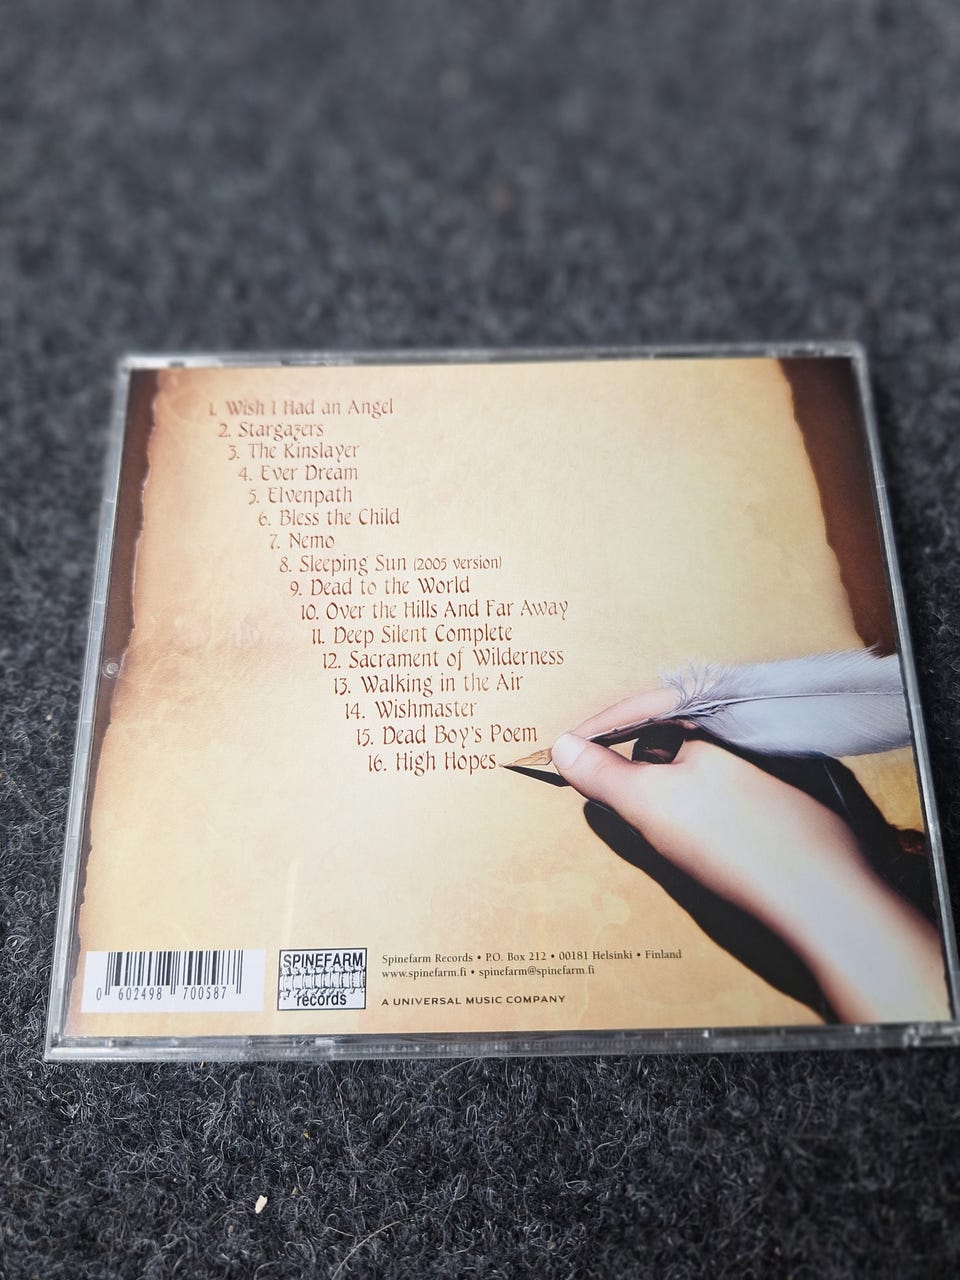 1. Wish I Had an Angel
2. Stargazers
3. The Kinslayer
4. Ever Dream
5. Elvenpath
6. Bless the Child
7. Nemo
8. Sleeping Sun (2005 version)
9. Dead to the World
10. Over the Hills And Far Away
11. Deep Silent Complete
12. Sacrament of Wilderness
13. Walking in the Air
14. Wishmaster
15. Dead Boy's Poem
16. High Hopes
0 602498 700587
SPINEFARM
records
Spinefarm Records • P.O. Box 212 • 00181 Helsinki • Finland
www.spinefarm.fi • spinefarm@spinefarm.fi
A UNIVERSAL MUSIC COMPANY